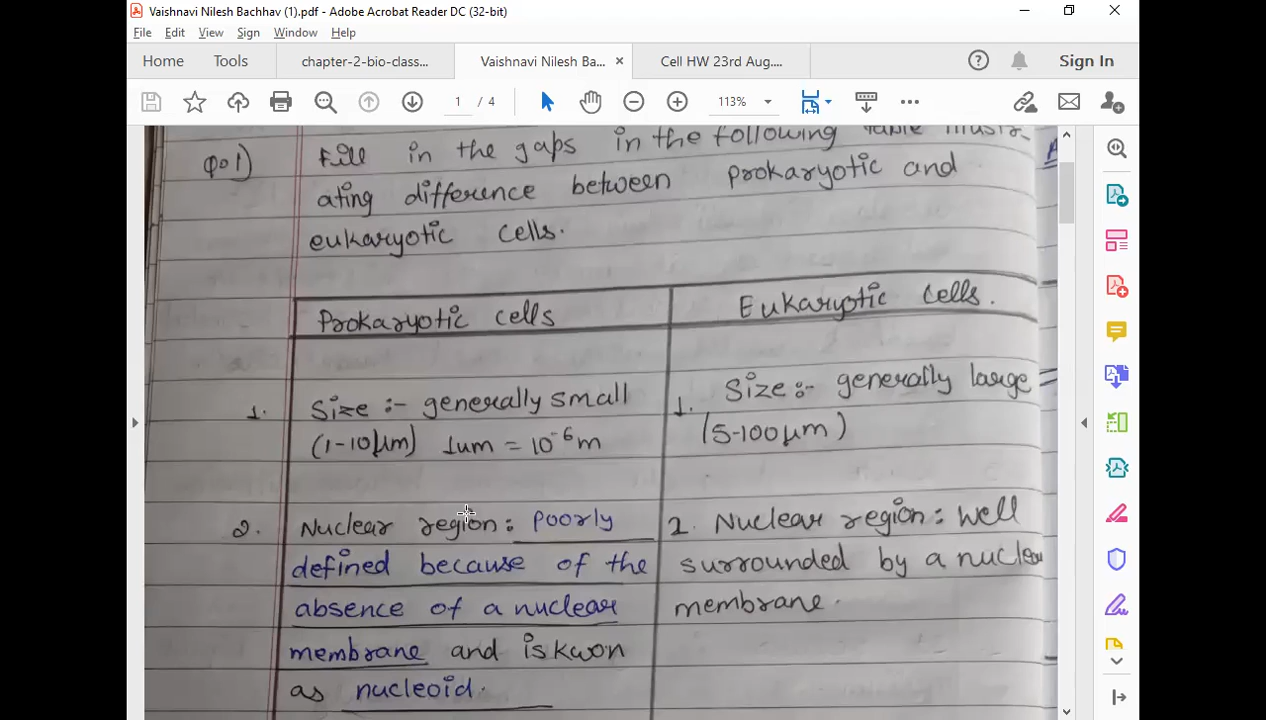 Vaishnavi Nilesh Bachhav (1).pdf - Adobe Acrobat Reader DC (32-bit)
File Edit View Sign Window Help
Home Tools chapter-2-bio-class... Vaishnavi Nilesh Ba... × Cell HW 23rd Aug.... Sign In
1 / 4 113%
Q.1) Fill in the gaps in the following table illustr-
ating difference between prokaryotic and
eukaryotic cells.
Prokaryotic cells
Eukaryotic cells.
1. Size :- generally small
(1-10μm) 1um = 10⁻⁶m
1. Size :- generally large
(5-100μm)
2. Nuclear region: poorly
defined because of the
absence of a nuclear
membrane and is kwon
as nucleoid.
2. Nuclear region: well
surrounded by a nuclear
membrane.